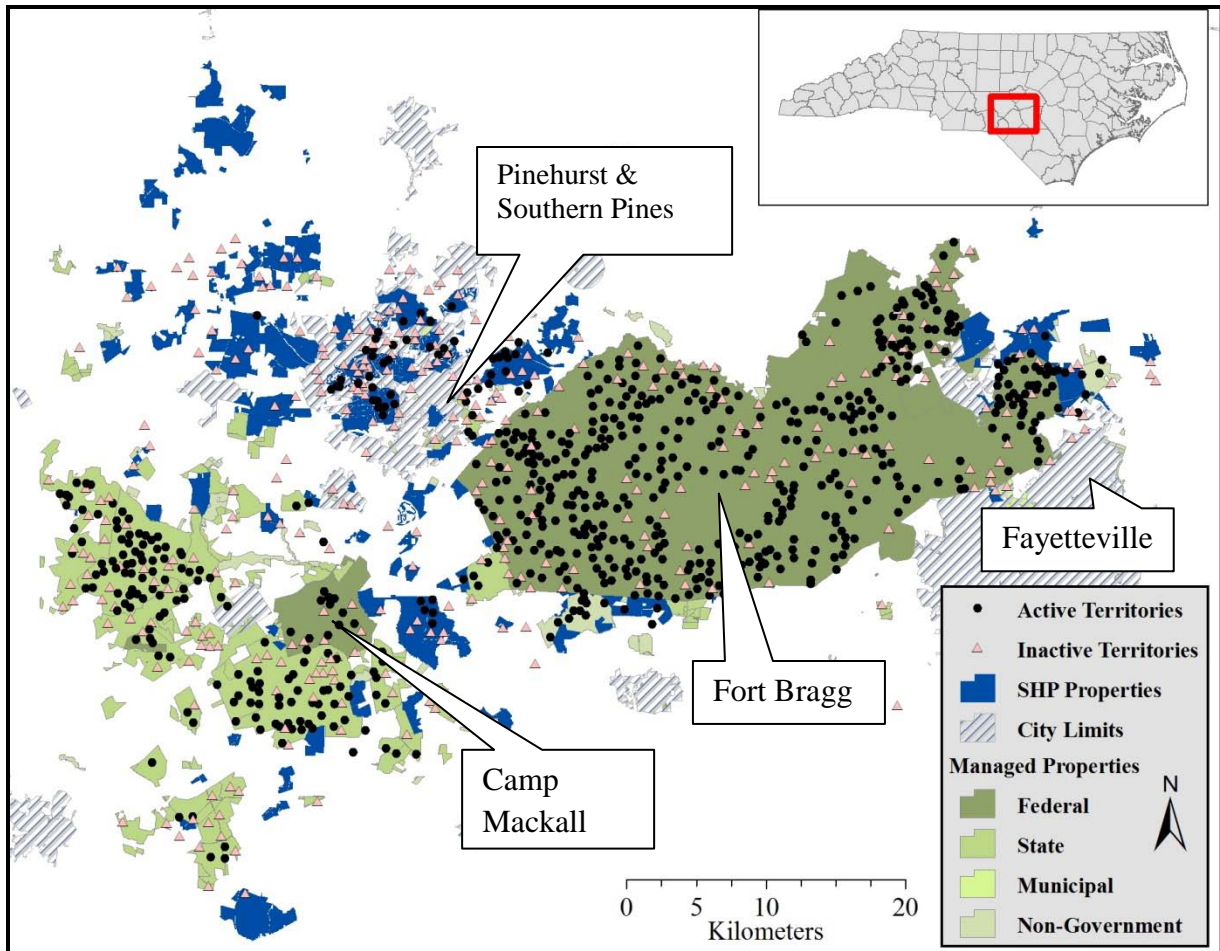 Pinehurst &
Southern Pines
Fayetteville
Fort Bragg
Camp
Mackall
Active Territories
Inactive Territories
SHP Properties
City Limits
Managed Properties
Federal
State
Municipal
Non-Government
N
0 5 10 20
Kilometers